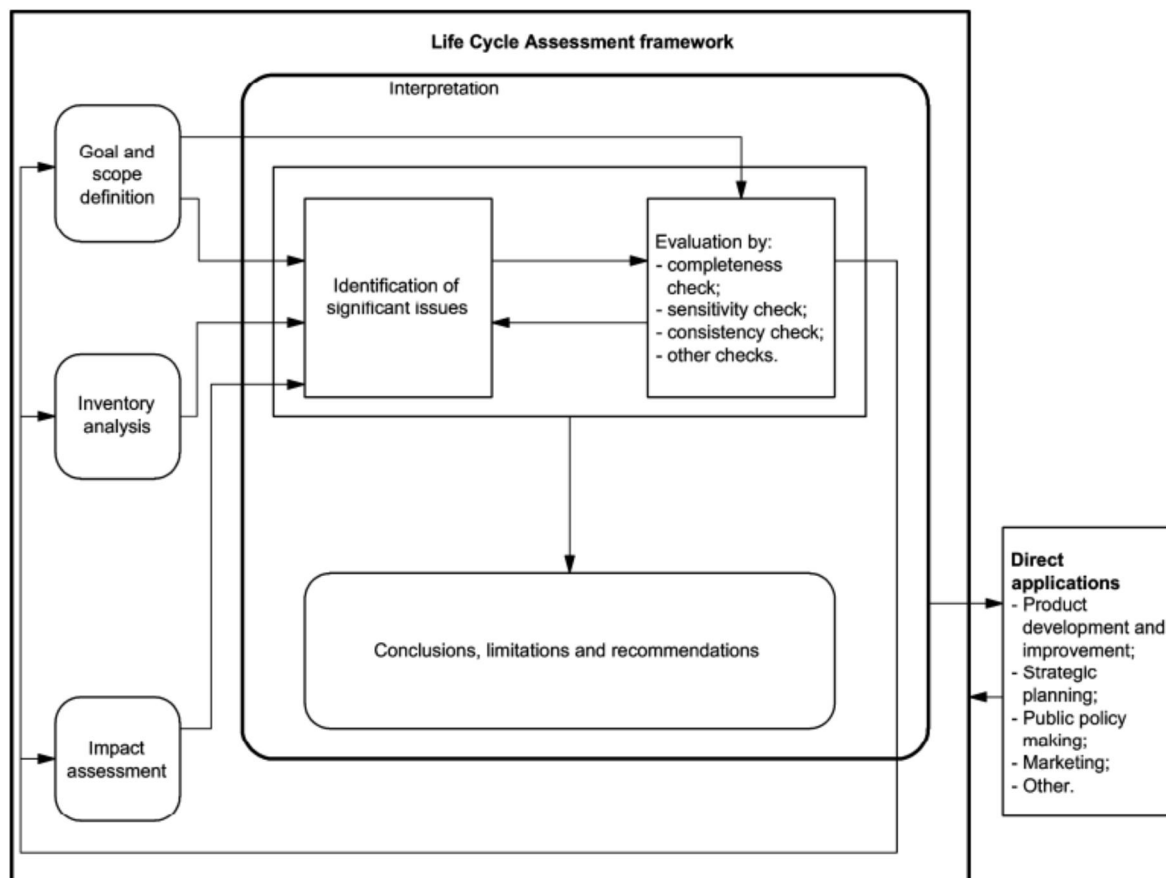 Life Cycle Assessment framework
Interpretation
Goal and
scope
definition
Identification of
significant issues
Evaluation by:
- completeness
check;
- sensitivity check;
- consistency check;
- other checks.
Inventory
analysis
Conclusions, limitations and recommendations
Impact
assessment
Direct
applications
- Product
development and
improvement;
- Strategic
planning;
- Public policy
making;
- Marketing;
- Other.